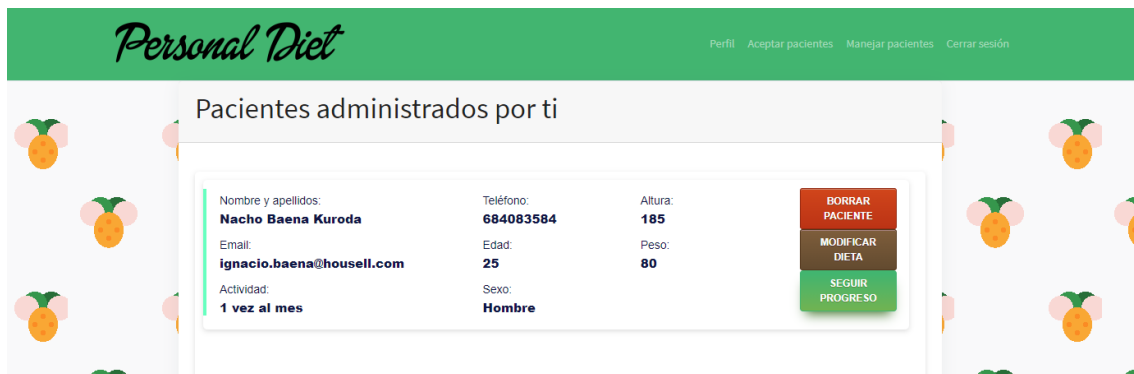 Personal Diet
Perfil Aceptar pacientes Manejar pacientes Cerrar sesión
Pacientes administrados por ti
Nombre y apellidos: Teléfono: Altura:
Nacho Baena Kuroda 684083584 185
Email: Edad: Peso:
ignacio.baena@housell.com 25 80
Actividad: Sexo:
1 vez al mes Hombre
BORRAR
PACIENTE
MODIFICAR
DIETA
SEGUIR
PROGRESO